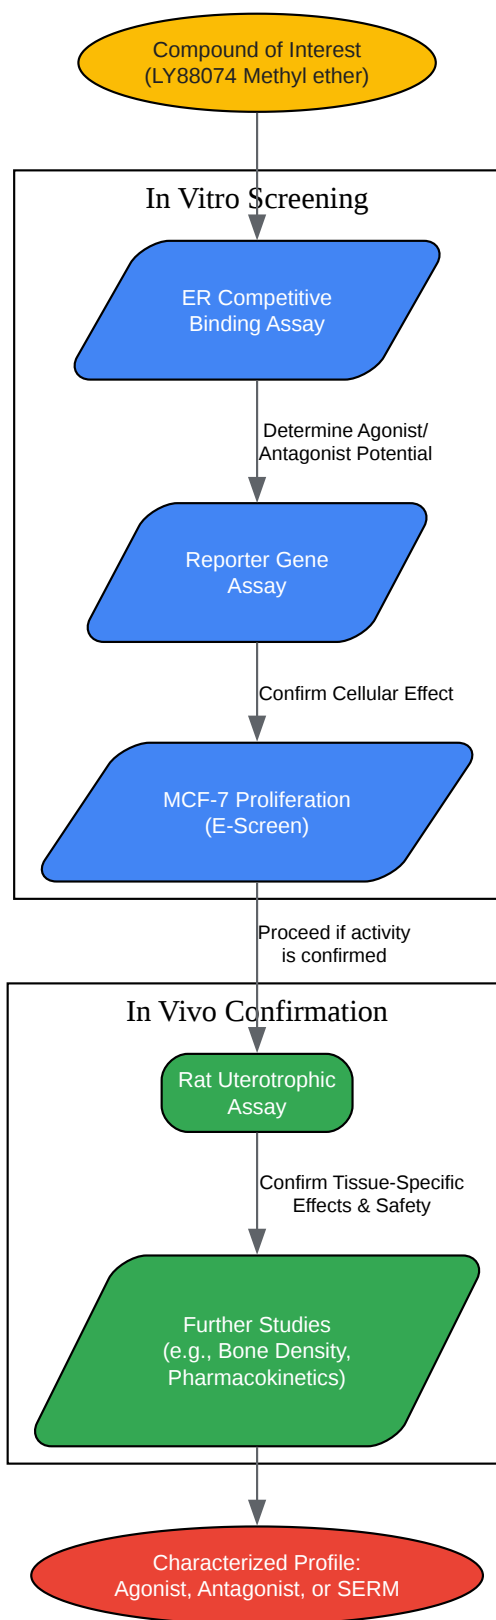 Compound of Interest
(LY88074 Methyl ether)
In Vitro Screening
ER Competitive
Binding Assay
Determine Agonist/
Antagonist Potential
Reporter Gene
Assay
Confirm Cellular Effect
MCF-7 Proliferation
(E-Screen)
Proceed if activity
is confirmed
In Vivo Confirmation
Rat Uterotrophic
Assay
Confirm Tissue-Specific
Effects & Safety
Further Studies
(e.g., Bone Density,
Pharmacokinetics)
Characterized Profile:
Agonist, Antagonist, or SERM